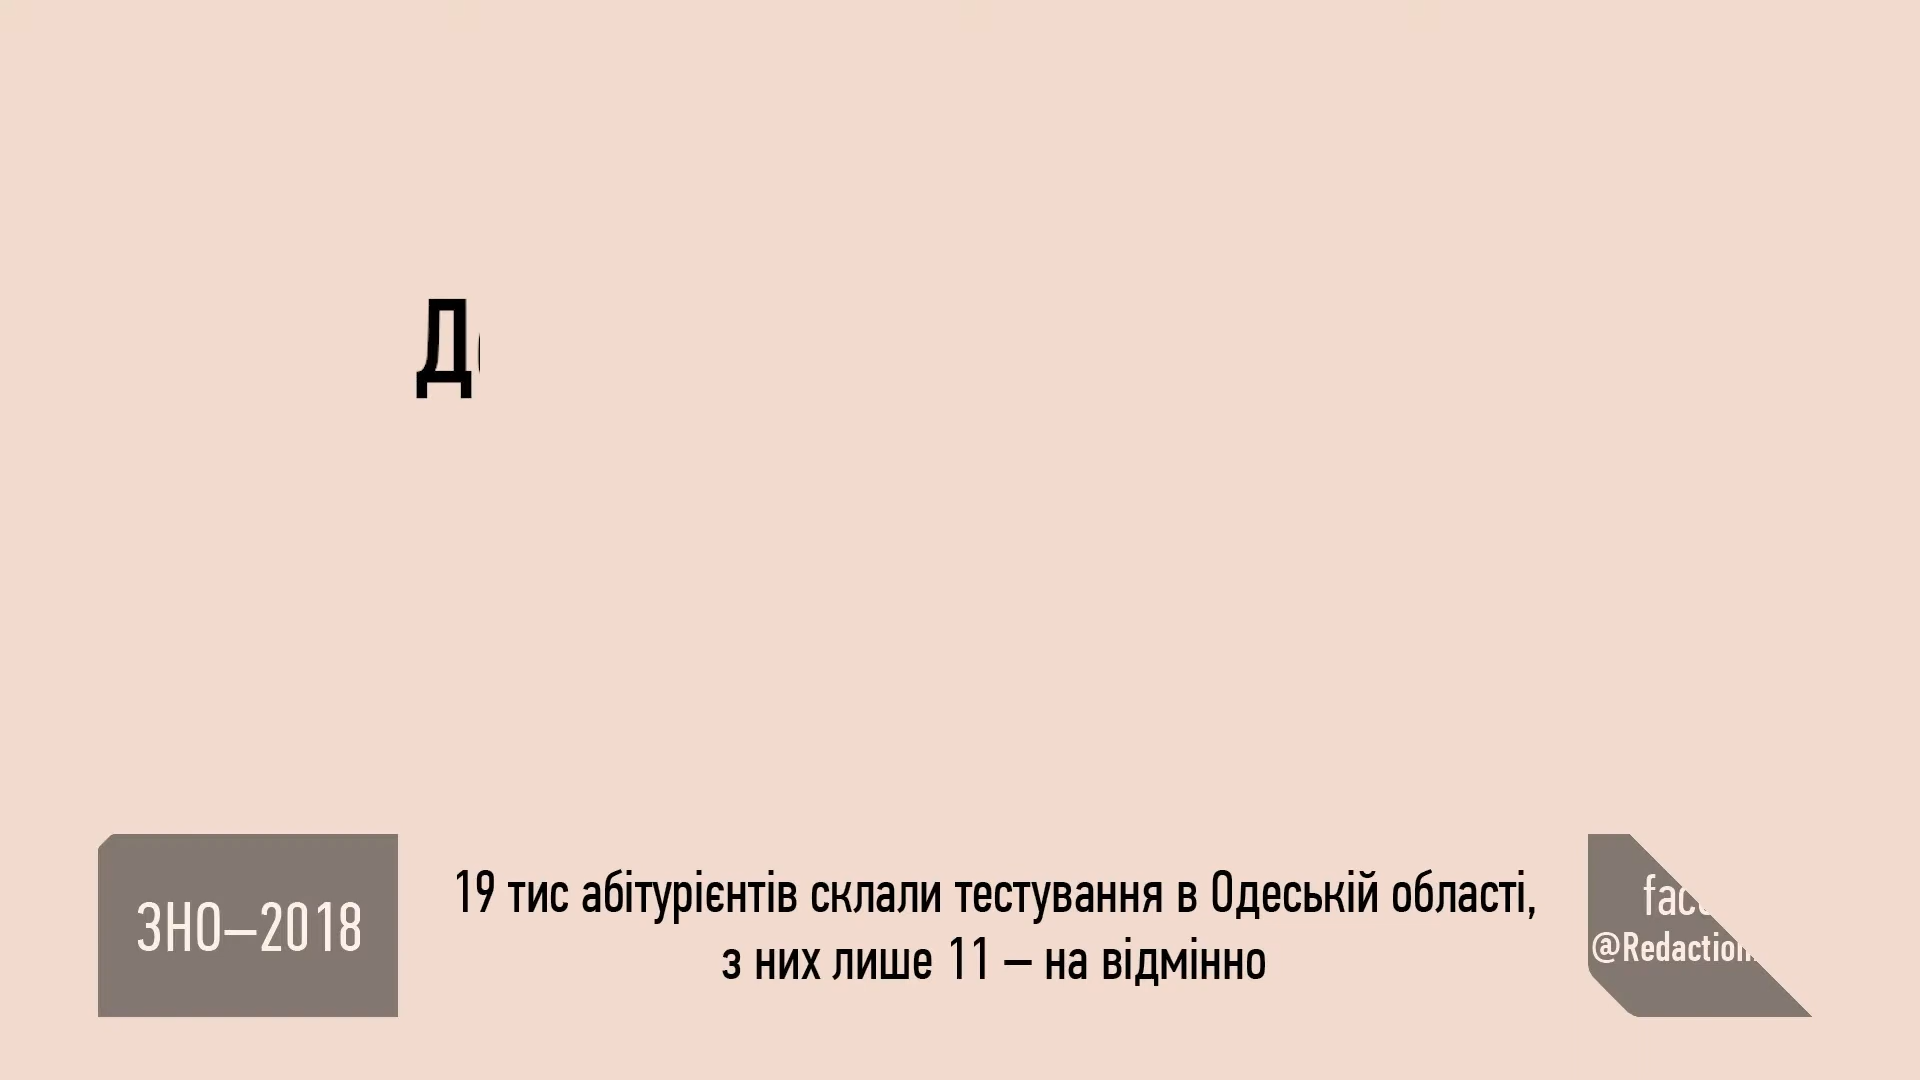 ЗНО–2018
19 тис абітурієнтів склали тестування в Одеській області,
з них лише 11 – на відмінно